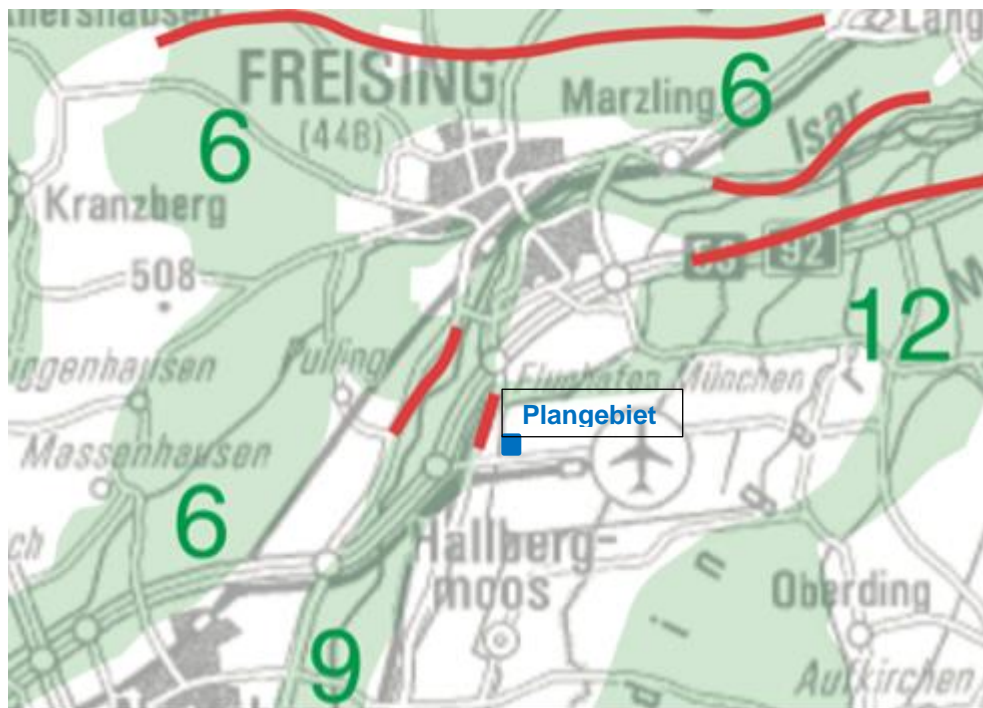 FREISING
(448)
Marzling
6
6
Isar
Kranzberg
92
508
12
Pulling
Flughafen München
Plangebiet
Massenhausen
6
Hallberg-
moos
d i n g
Oberding
9
Aufkirchen